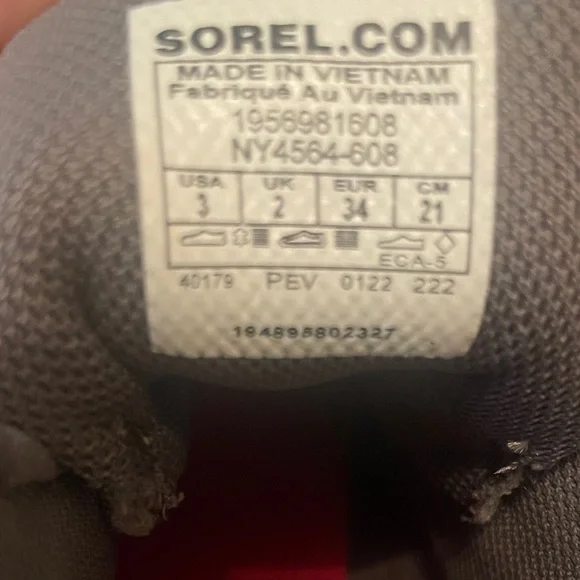 SOREL.COM
MADE IN VIETNAM
Fabriqué Au Vietnam
1956981608
NY4564-608
USA UK EUR CM
3 2 34 21
ECA-5
40179 PEV 0122 222
194895802327